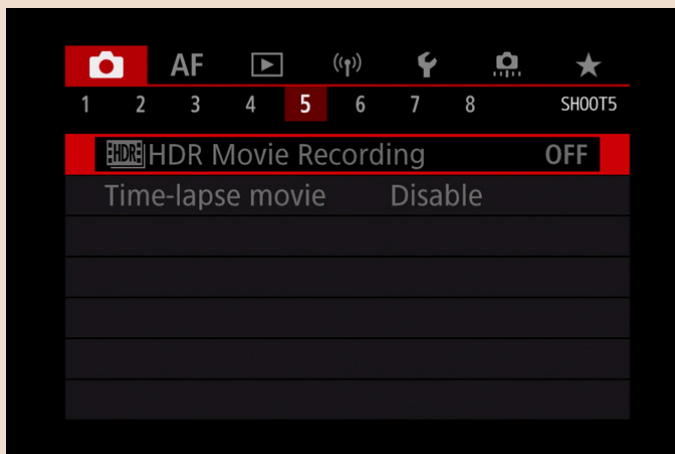 AF
1 2 3 4 5 6 7 8 SHOOT5
HDR HDR Movie Recording OFF
Time-lapse movie Disable